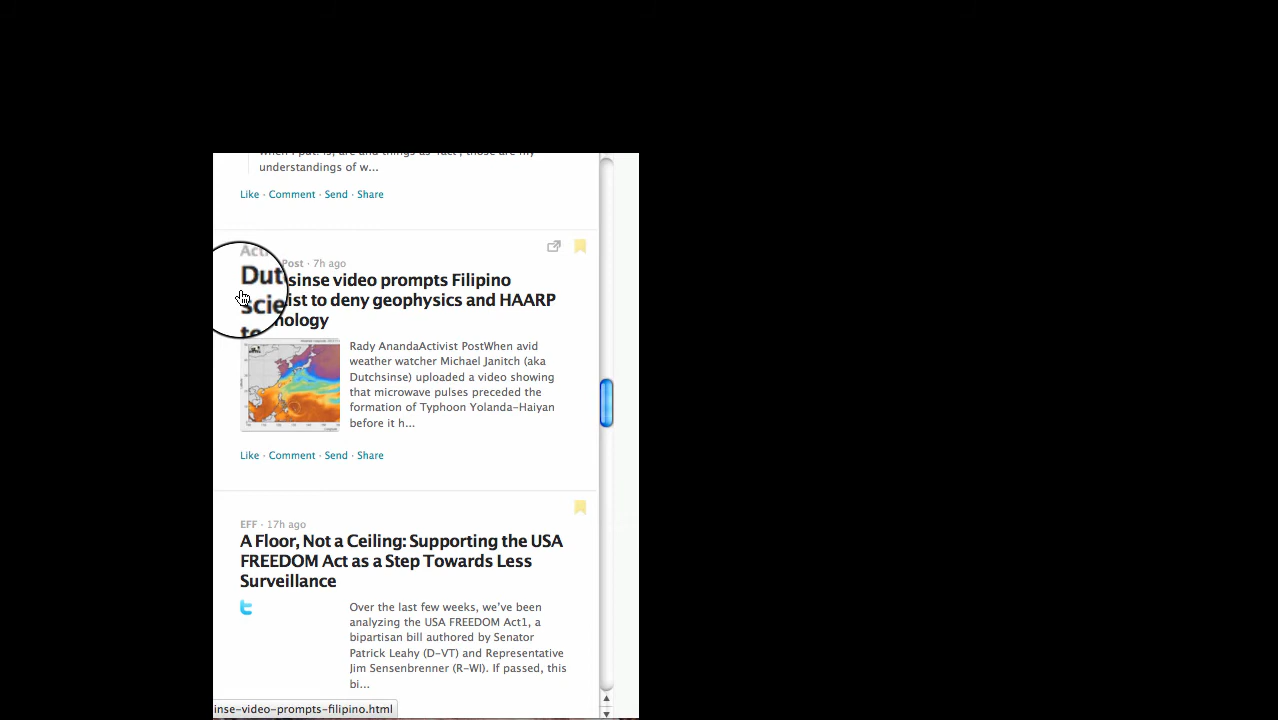 understandings of w...
Like · Comment · Send · Share
Post · 7h ago
Dutchsinse video prompts Filipino
scientist to deny geophysics and HAARP
technology
Rady AnandaActivist PostWhen avid
weather watcher Michael Janitch (aka
Dutchsinse) uploaded a video showing
that microwave pulses preceded the
formation of Typhoon Yolanda-Haiyan
before it h...
Like · Comment · Send · Share
EFF · 17h ago
A Floor, Not a Ceiling: Supporting the USA
FREEDOM Act as a Step Towards Less
Surveillance
Over the last few weeks, we've been
analyzing the USA FREEDOM Act1, a
bipartisan bill authored by Senator
Patrick Leahy (D-VT) and Representative
Jim Sensenbrenner (R-WI). If passed, this
bi...
inse-video-prompts-filipino.html